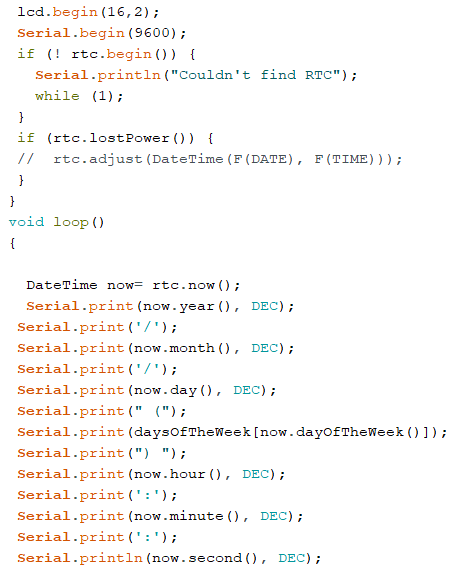 lcd.begin(16,2);
Serial.begin(9600);
if (! rtc.begin()) {
Serial.println("Couldn't find RTC");
while (1);
}
if (rtc.lostPower()) {
//  rtc.adjust(DateTime(F(DATE), F(TIME)));
}
}
void loop()
{
DateTime now= rtc.now();
Serial.print(now.year(), DEC);
Serial.print('/');
Serial.print(now.month(), DEC);
Serial.print('/');
Serial.print(now.day(), DEC);
Serial.print(" (");
Serial.print(daysOfTheWeek[now.dayOfTheWeek()]);
Serial.print(") ");
Serial.print(now.hour(), DEC);
Serial.print(':');
Serial.print(now.minute(), DEC);
Serial.print(':');
Serial.println(now.second(), DEC);